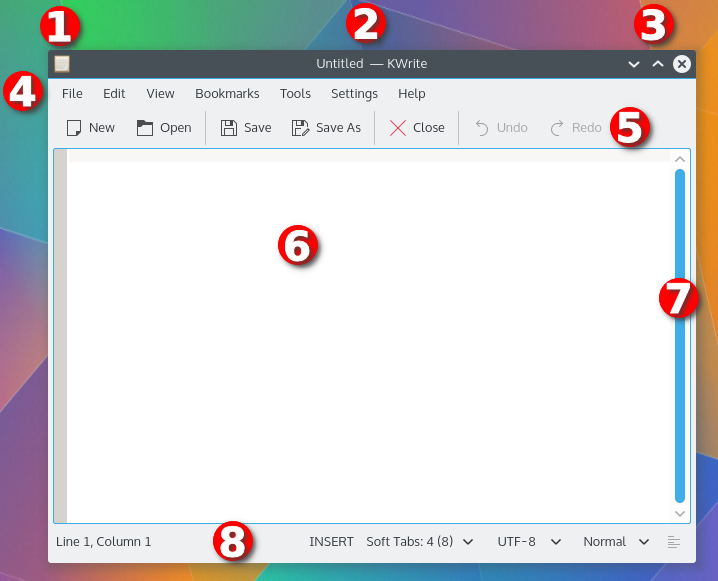 1 2 3
Untitled — KWrite
4 File Edit View Bookmarks Tools Settings Help
New Open Save Save As Close Undo Redo 5
6
7
Line 1, Column 1 8 INSERT Soft Tabs: 4 (8) UTF-8 Normal